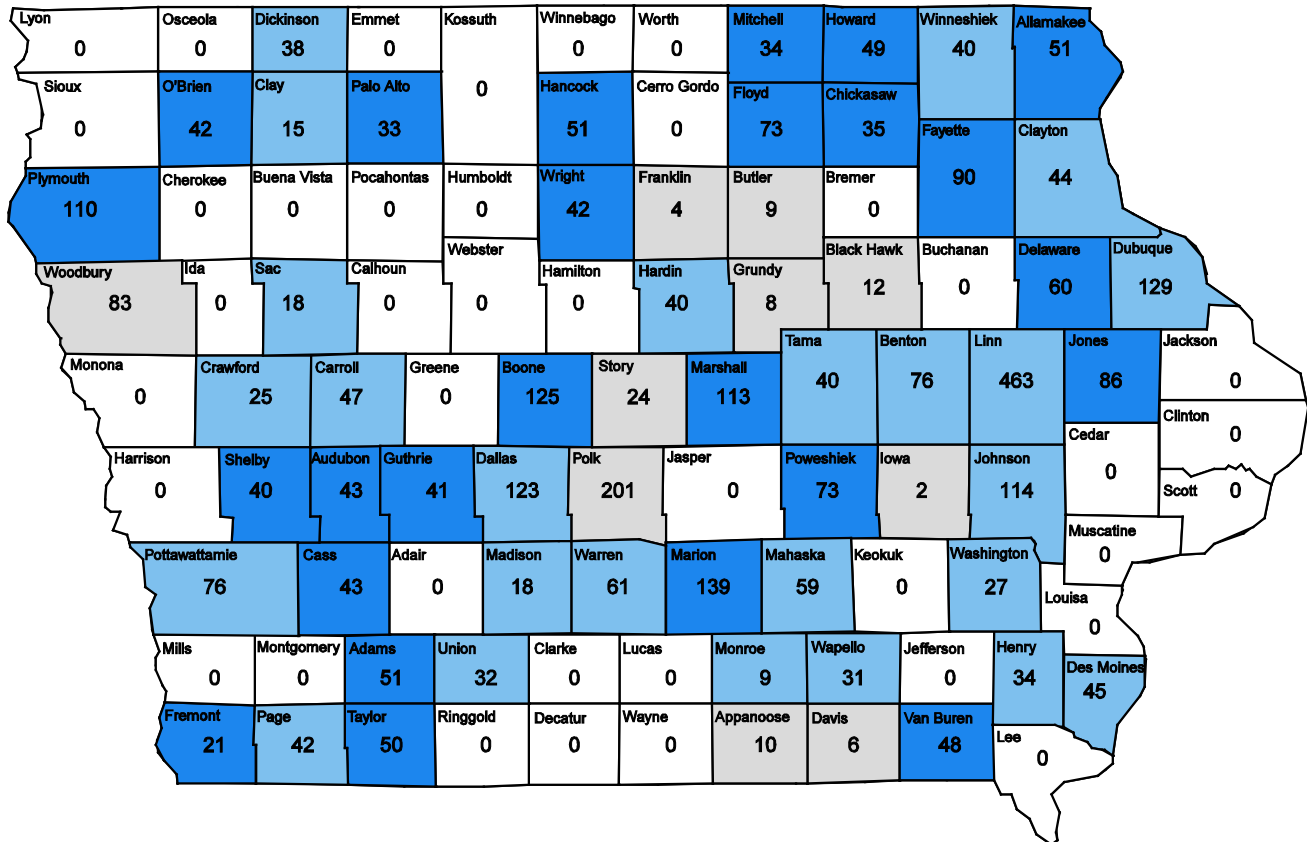 Lyon
0
Osceola
0
Dickinson
38
Emmet
0
Kossuth
0
Winnebago
0
Worth
0
Mitchell
34
Howard
49
Winneshiek
40
Allamakee
51
Sioux
0
O'Brien
42
Clay
15
Palo Alto
33
Hancock
51
Cerro Gordo
0
Floyd
73
Chickasaw
35
Fayette
90
Clayton
44
Plymouth
110
Cherokee
0
Buena Vista
0
Pocahontas
0
Humboldt
0
Wright
42
Franklin
4
Butler
9
Bremer
0
Woodbury
83
Ida
0
Sac
18
Calhoun
0
Webster
0
Hamilton
0
Hardin
40
Grundy
8
Black Hawk
12
Buchanan
0
Delaware
60
Dubuque
129
Monona
0
Crawford
25
Carroll
47
Greene
0
Boone
125
Story
24
Marshall
113
Tama
40
Benton
76
Linn
463
Jones
86
Jackson
0
Clinton
0
Cedar
0
Harrison
0
Shelby
40
Audubon
43
Guthrie
41
Dallas
123
Polk
201
Jasper
0
Poweshiek
73
Iowa
2
Johnson
114
Scott
0
Muscatine
0
Pottawattamie
76
Cass
43
Adair
0
Madison
18
Warren
61
Marion
139
Mahaska
59
Keokuk
0
Washington
27
Louisa
0
Mills
0
Montgomery
0
Adams
51
Union
32
Clarke
0
Lucas
0
Monroe
9
Wapello
31
Jefferson
0
Henry
34
Des Moines
45
Fremont
21
Page
42
Taylor
50
Ringgold
0
Decatur
0
Wayne
0
Appanoose
10
Davis
6
Van Buren
48
Lee
0